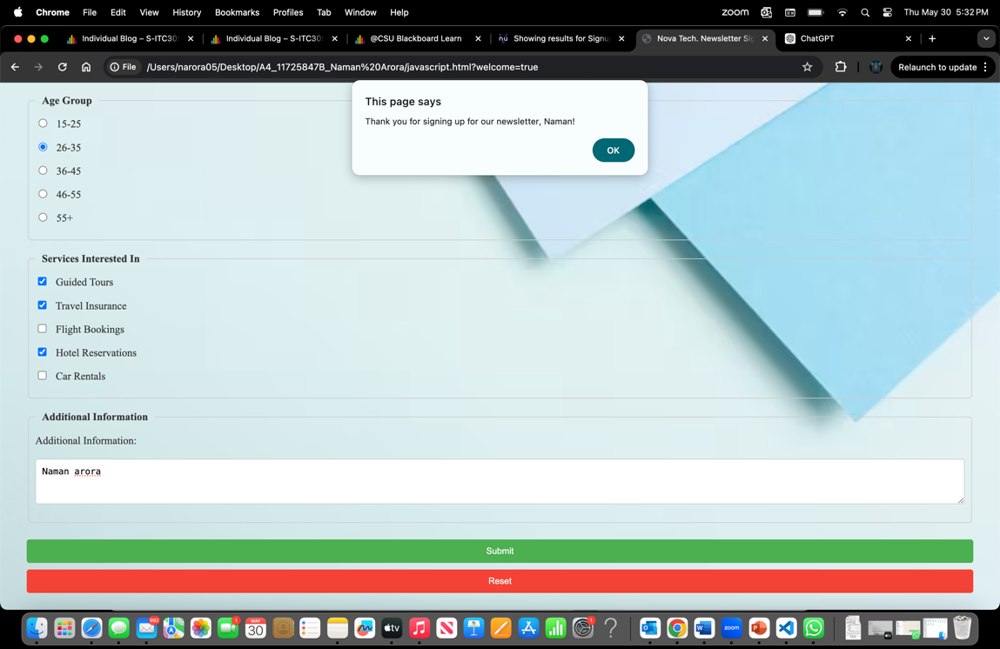 Chrome File Edit View History Bookmarks Profiles Tab Window Help zoom Thu May 30 5:32 PM
Individual Blog – S-ITC30 Individual Blog – S-ITC30 @CSU Blackboard Learn nu Showing results for Signu Nova Tech. Newsletter Sig ChatGPT
File /Users/narora05/Desktop/A4_11725847B_Naman%20Arora/javascript.html?welcome=true Relaunch to update
This page says
Thank you for signing up for our newsletter, Naman!
OK
Age Group
15-25
26-35
36-45
46-55
55+
Services Interested In
Guided Tours
Travel Insurance
Flight Bookings
Hotel Reservations
Car Rentals
Additional Information
Additional Information:
Naman arora
Submit
Reset
992 1 MAY 30 tv 1 zoom